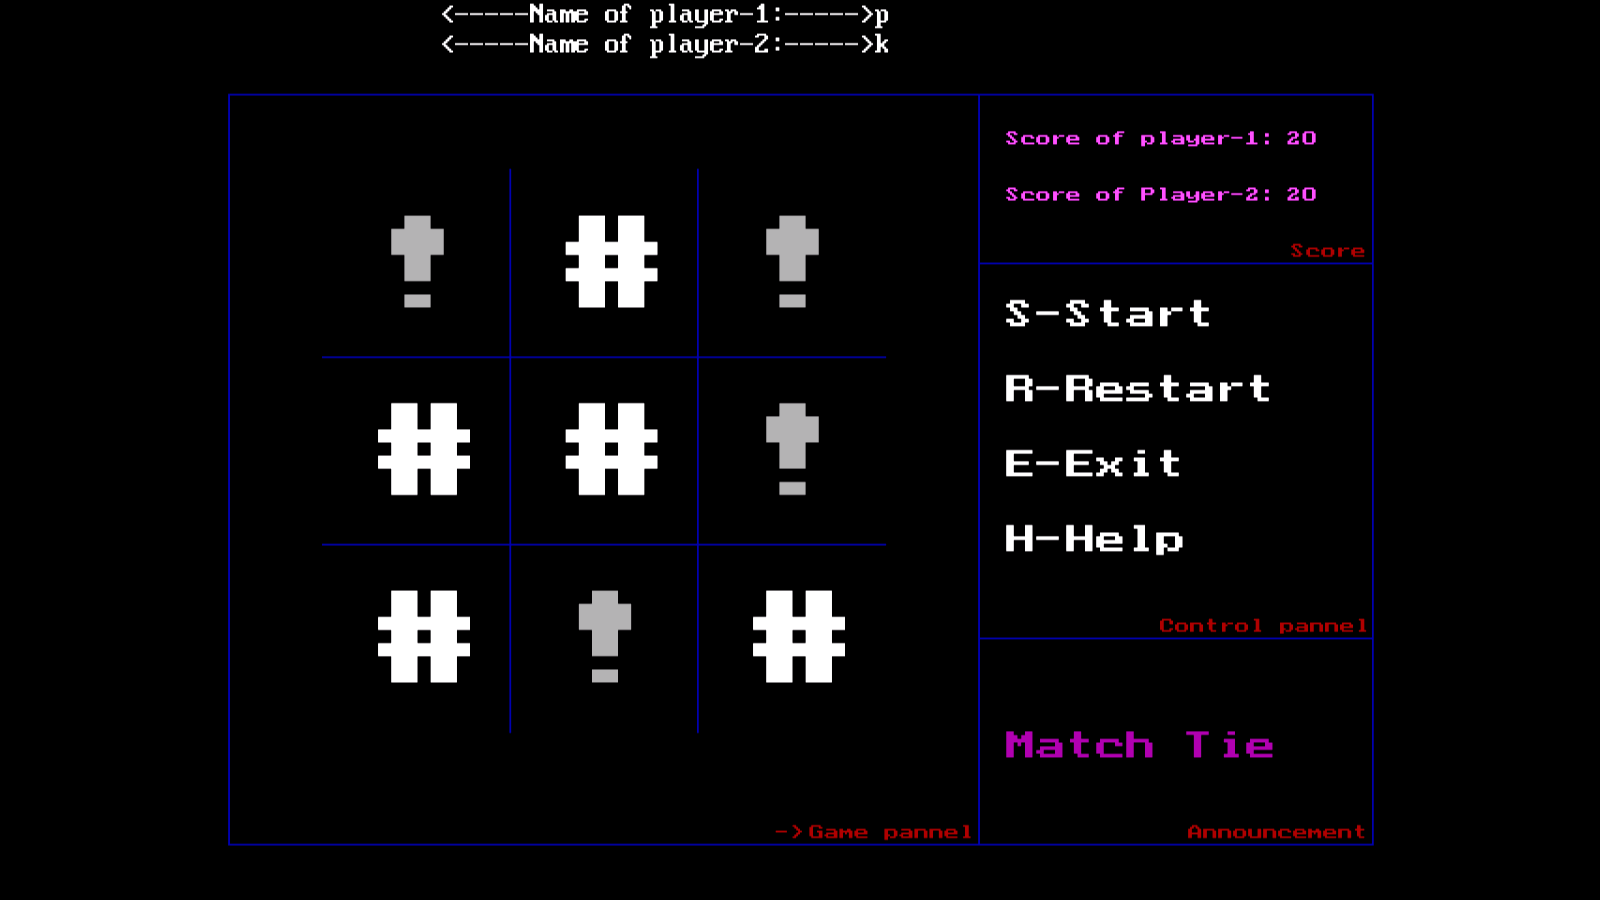 <-----Name of player-1:----->p
<-----Name of player-2:----->k
Score of player-1: 20
Score of Player-2: 20
Score
! # !
# # !
# ! #
S-Start
R-Restart
E-Exit
H-Help
Control pannel
Match Tie
->Game pannel
Announcement